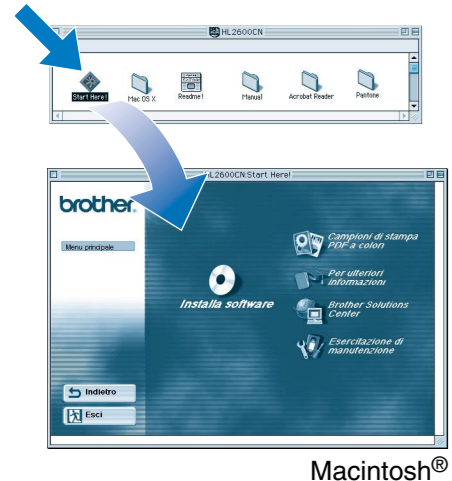 HL2600CN
Start Here!
Mac OS X
Readme!
Manual
Acrobat Reader
Pantone
HL2600CN:Start Here!
brother.
Menu principale
Installa software
Campioni di stampa
PDF a colori
Per ulteriori
informazioni
Brother Solutions
Center
Esercitazione di
manutenzione
Indietro
Esci
Macintosh®